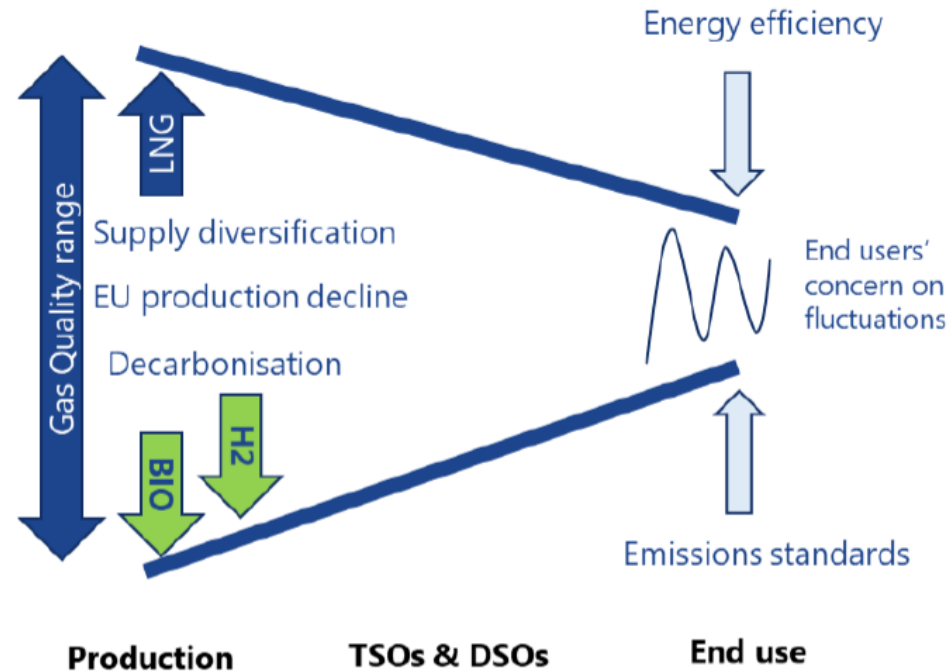 Energy efficiency
Gas Quality range
LNG
Supply diversification
EU production decline
Decarbonisation
BIO
H2
End users'
concern on
fluctuations
Emissions standards
Production
TSOs & DSOs
End use